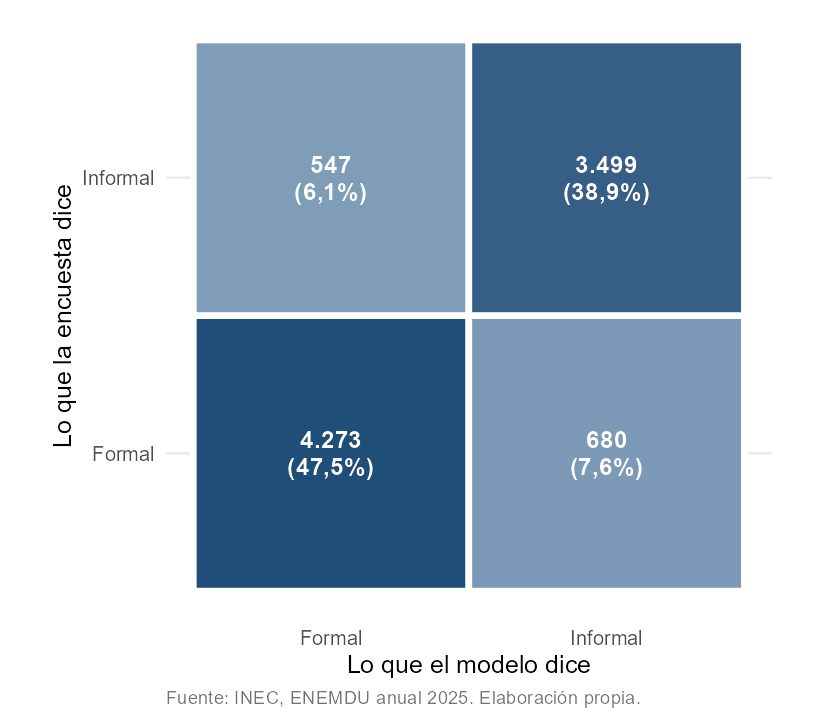 Lo que la encuesta dice
Informal
547
(6,1%)
3.499
(38,9%)
Formal
4.273
(47,5%)
680
(7,6%)
Formal
Informal
Lo que el modelo dice
Fuente: INEC, ENEMDU anual 2025. Elaboración propia.